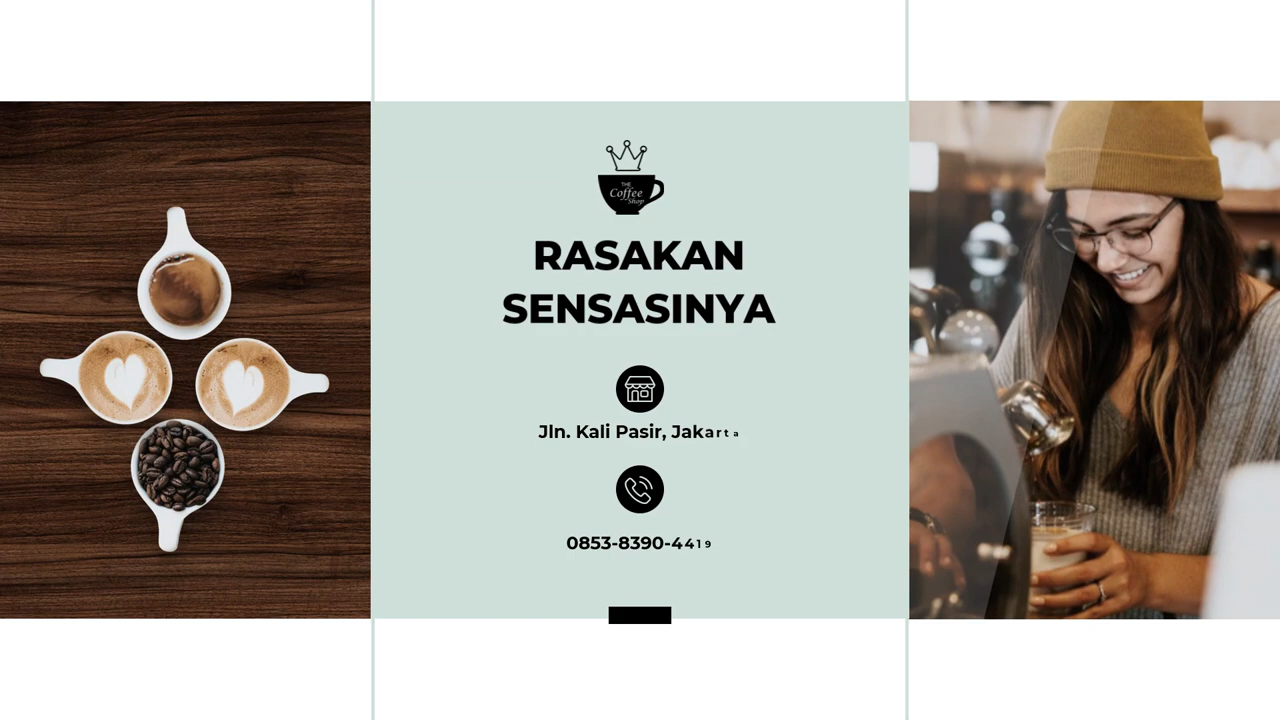 THE
Coffee
Shop
RASAKAN
SENSASINYA
Jln. Kali Pasir, Jakarta
0853-8390-4419